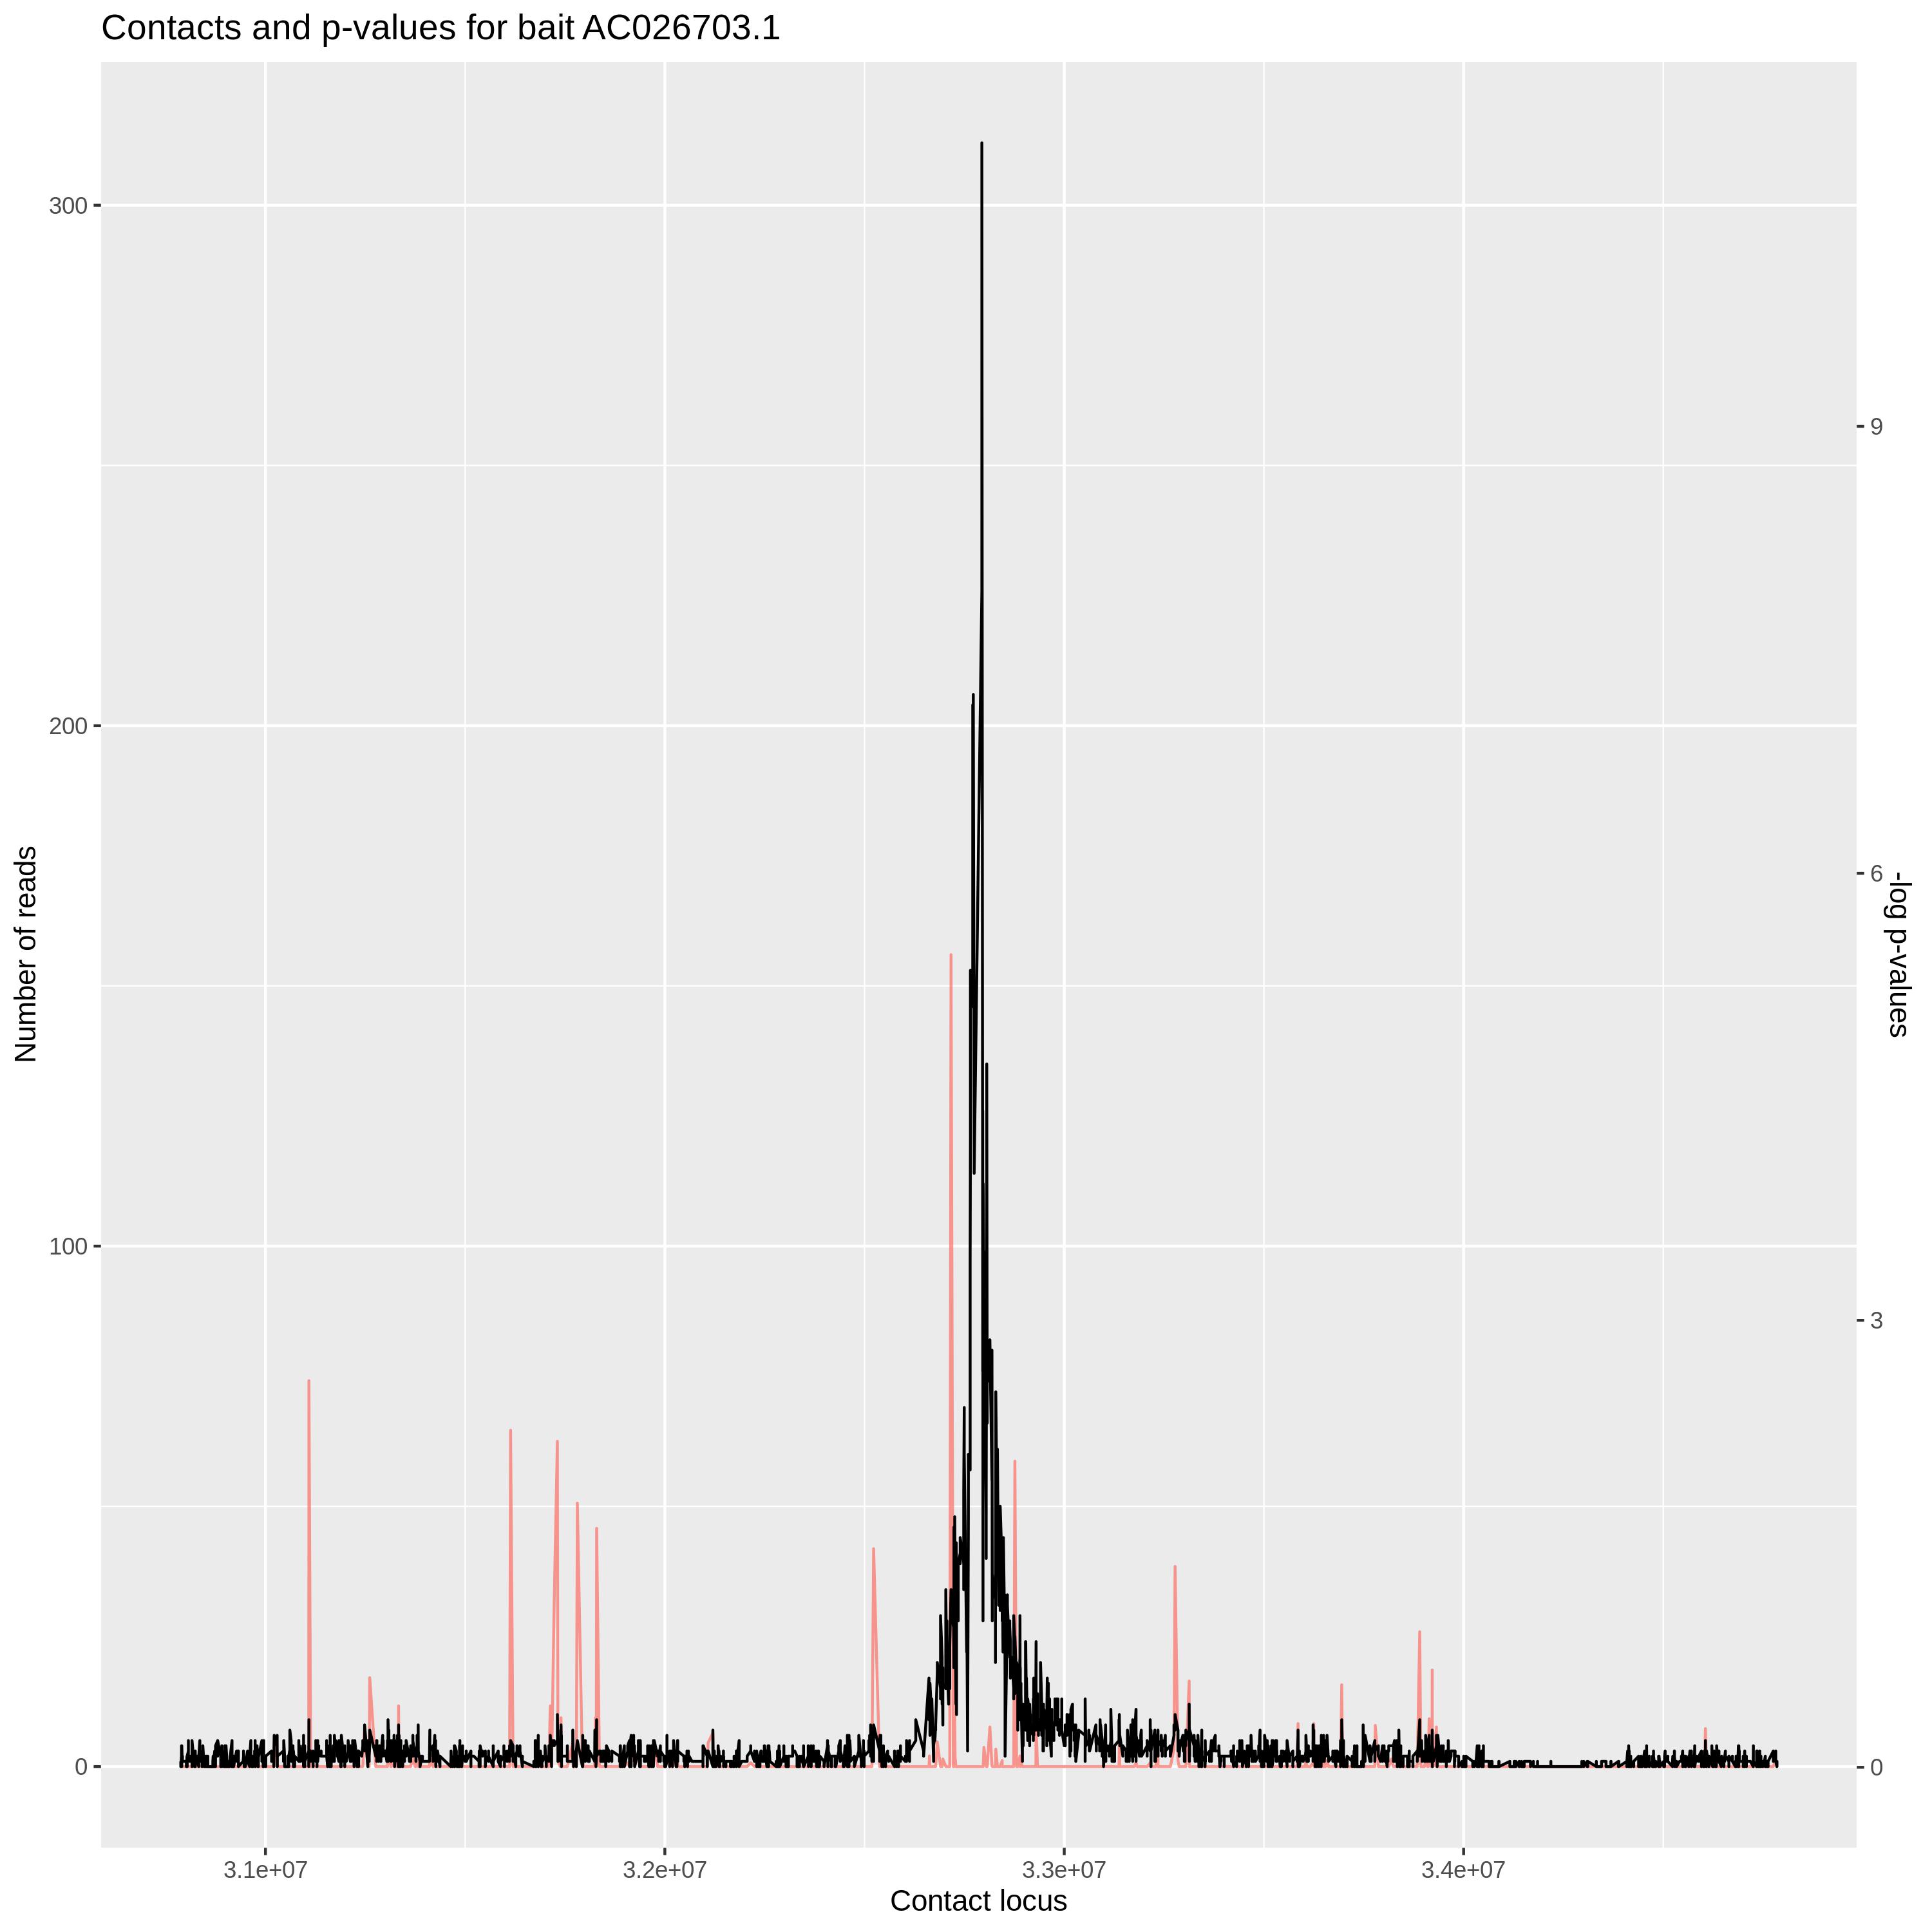 Contacts and p-values for bait AC026703.1
300
200
100
0
Number of reads
9
6
3
0
-log p-values
3.1e+07 3.2e+07 3.3e+07 3.4e+07
Contact locus